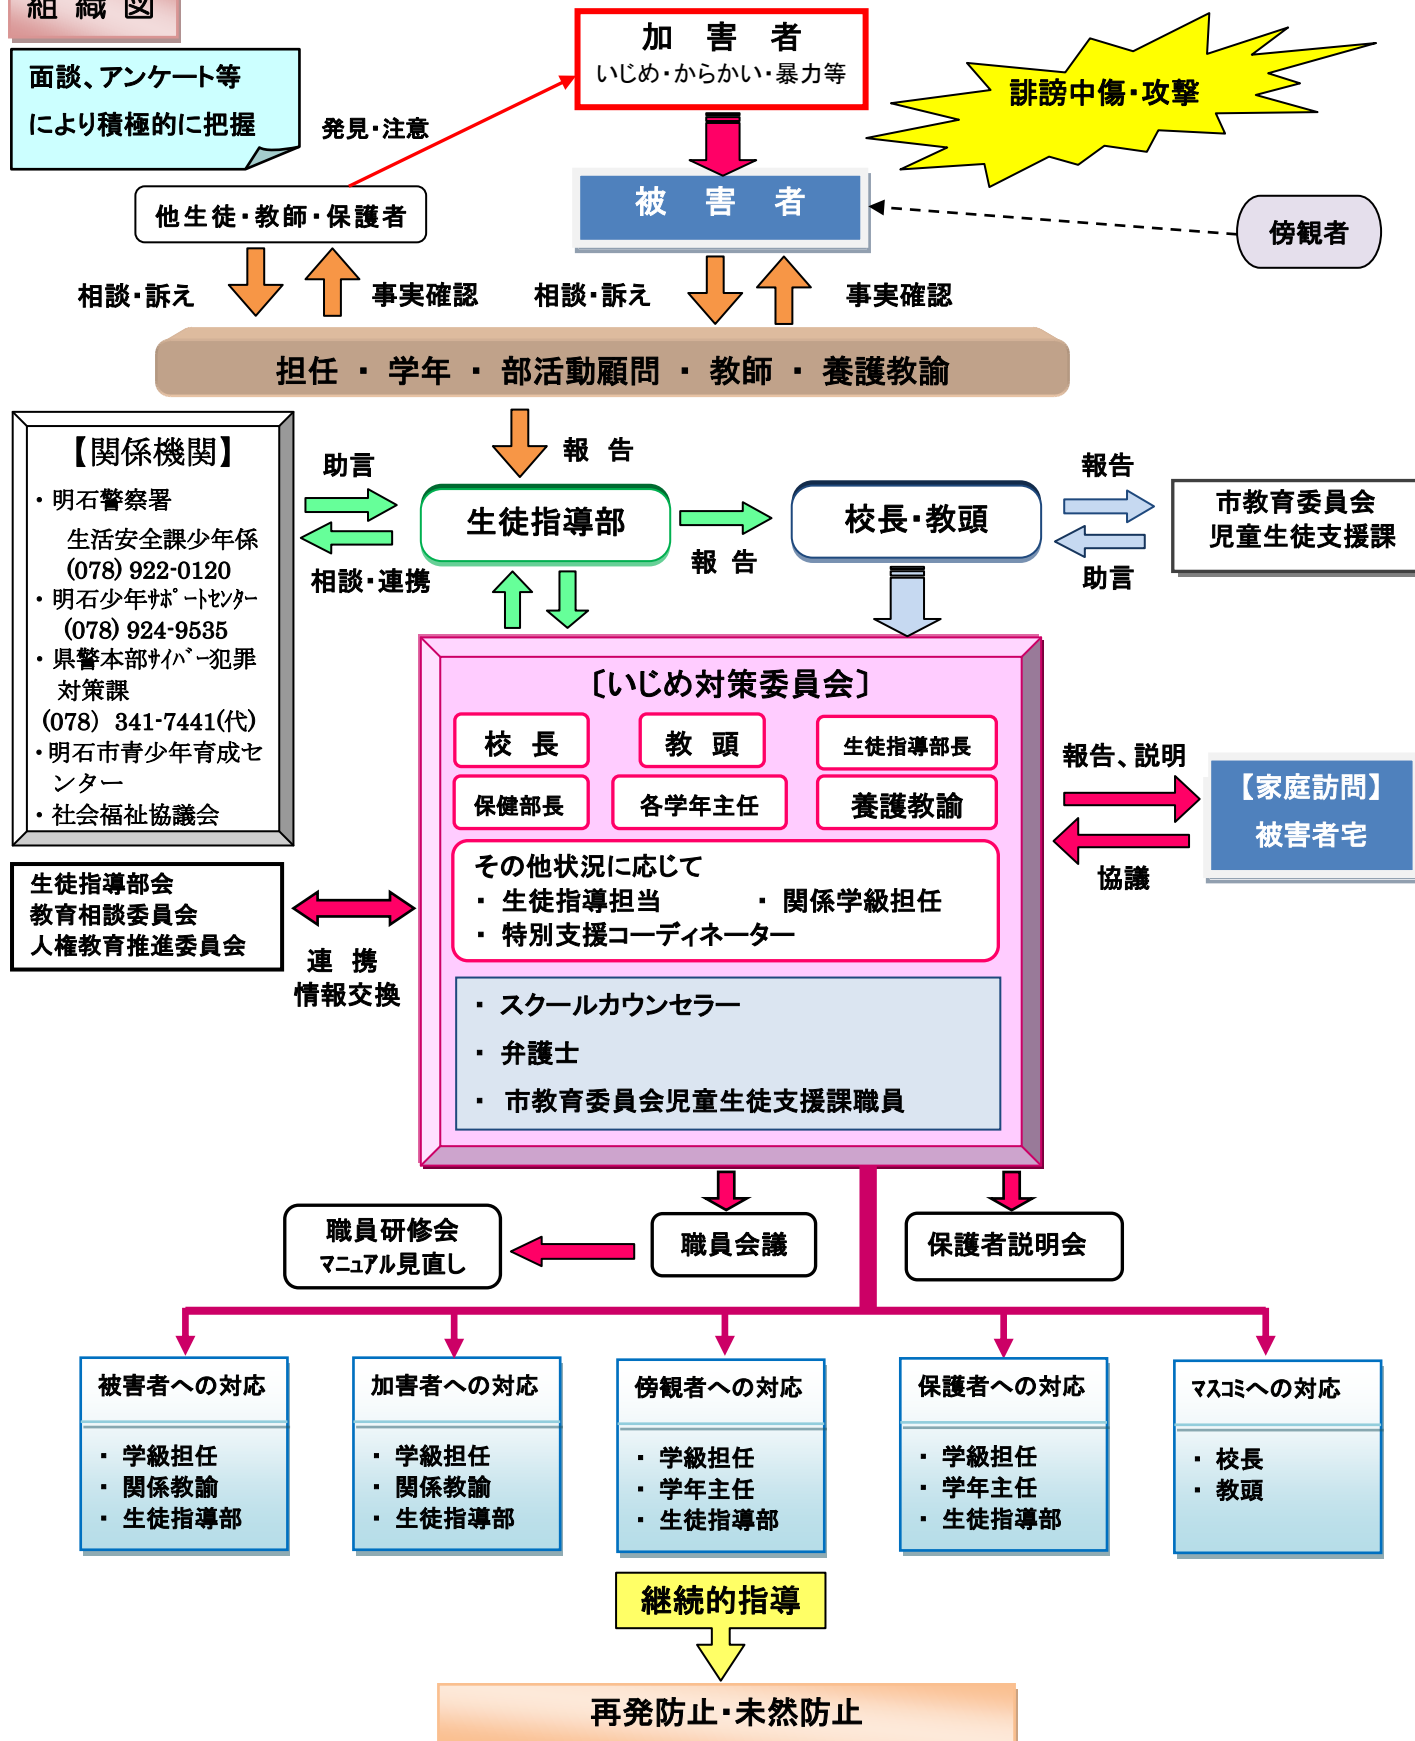 組 織 図
面談、アンケート等
により積極的に把握
発見・注意
加 害 者
いじめ・からかい・暴力等
誹謗中傷・攻撃
他生徒・教師・保護者
被 害 者
傍観者
相談・訴え
事実確認
相談・訴え
事実確認
担任 ・ 学年 ・ 部活動顧問 ・ 教師 ・ 養護教諭
報 告
【関係機関】
・明石警察署
生活安全課少年係
(078) 922-0120
・明石少年ｻﾎﾟｰﾄｾﾝﾀｰ
(078) 924-9535
・県警本部ｻｲﾊﾞｰ犯罪
対策課
(078) 341-7441(代)
・明石市青少年育成セ
ンター
・社会福祉協議会
助言
相談・連携
生徒指導部
報 告
校長・教頭
報告
助言
市教育委員会
児童生徒支援課
〔いじめ対策委員会〕
校 長
教 頭
生徒指導部長
保健部長
各学年主任
養護教諭
その他状況に応じて
・ 生徒指導担当 ・ 関係学級担任
・ 特別支援コーディネーター
・ スクールカウンセラー
・ 弁護士
・ 市教育委員会児童生徒支援課職員
報告、説明
協議
【家庭訪問】
被害者宅
生徒指導部会
教育相談委員会
人権教育推進委員会
連 携
情報交換
職員研修会
ﾏﾆｭｱﾙ見直し
職員会議
保護者説明会
被害者への対応
・ 学級担任
・ 関係教諭
・ 生徒指導部
加害者への対応
・ 学級担任
・ 関係教諭
・ 生徒指導部
傍観者への対応
・ 学級担任
・ 学年主任
・ 生徒指導部
保護者への対応
・ 学級担任
・ 学年主任
・ 生徒指導部
ﾏｽｺﾐへの対応
・ 校長
・ 教頭
継続的指導
再発防止・未然防止